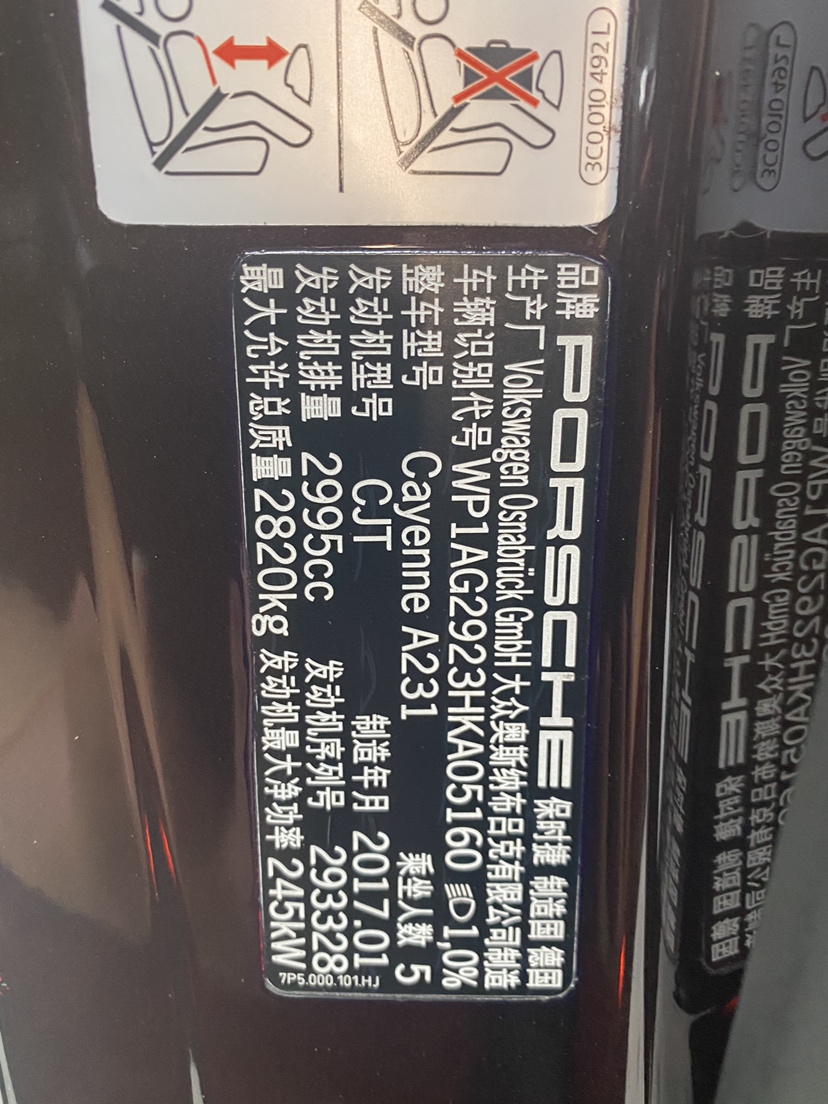 3C0.010.492 L
品牌 PORSCHE 保时捷 制造国 德国
生产厂 Volkswagen Osnabrück GmbH 大众奥斯纳布吕克有限公司制造
车辆识别代号 WP1AG2923HKA05160 1,0%
整车型号 Cayenne A231 乘坐人数 5
发动机型号 CJT 制造年月 2017.01
发动机排量 2995cc 发动机序列号 293328
最大允许总质量 2820kg 发动机最大净功率 245kW
7P5.000.101.HJ